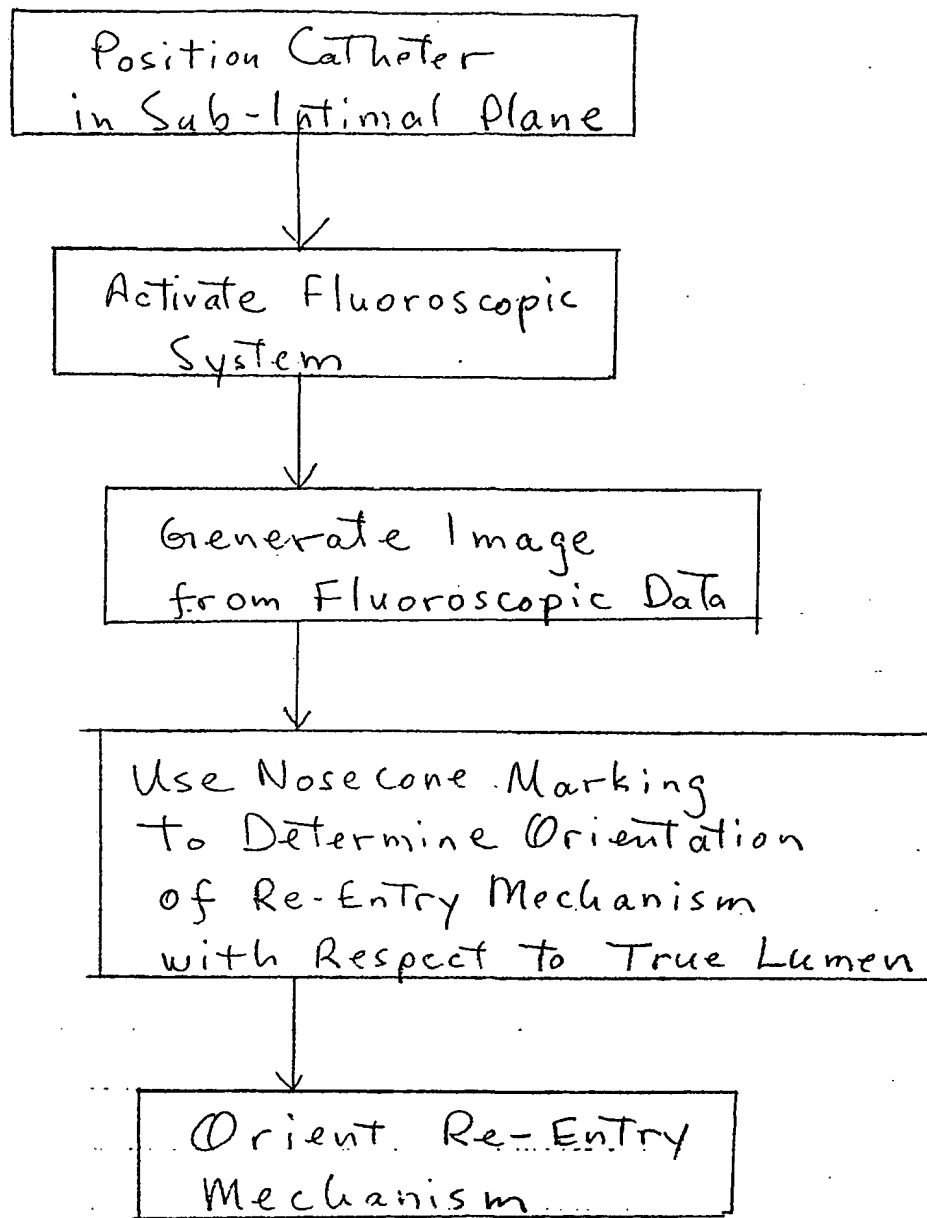 Position Catheter
in Sub-Intimal Plane
Activate Fluoroscopic
System
Generate Image
from Fluoroscopic Data
Use Nosecone Marking
to Determine Orientation
of Re-Entry Mechanism
with Respect to True Lumen
Orient Re-Entry
Mechanism